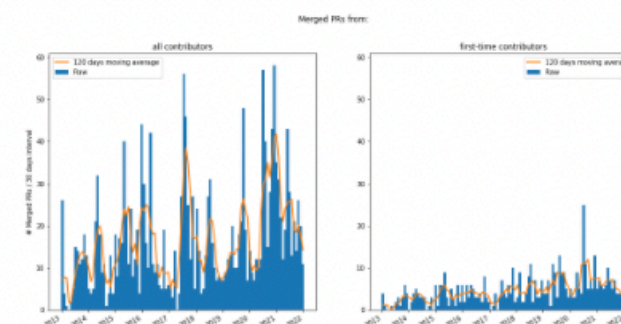 Merged PRs from:
all contributors
120 days moving average
Raw
# Merged PRs / 30 days interval
60
50
40
30
20
10
0
2013 2014 2015 2016 2017 2018 2019 2020 2021 2022
first-time contributors
120 days moving avera
Raw
60
50
40
30
20
10
0
2013 2014 2015 2016 2017 2018 2019 2020 2021 2022